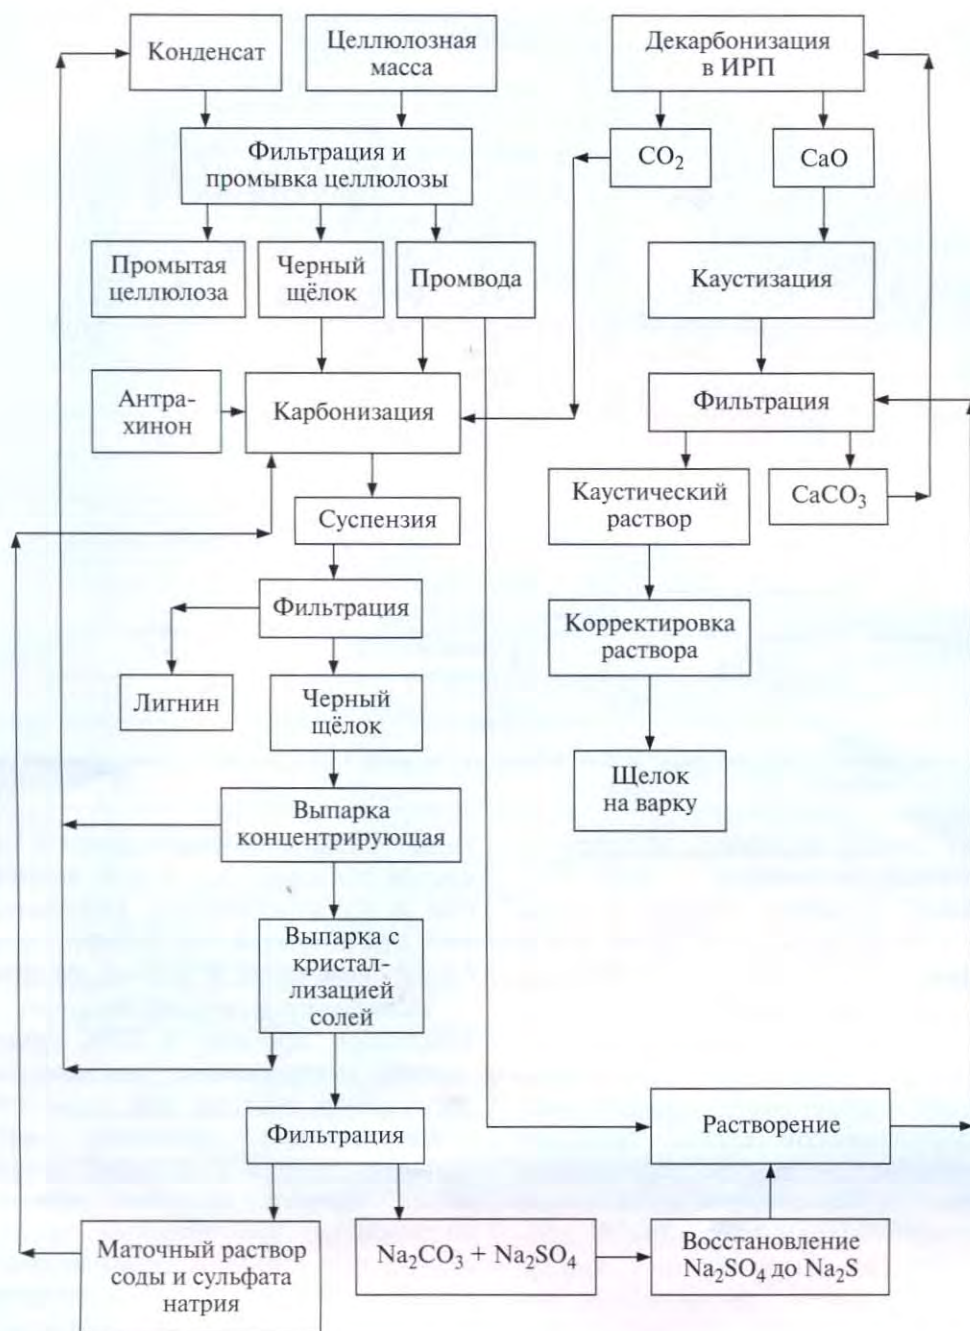 Конденсат
Целлюлозная
масса
Декарбонизация
в ИРП
Фильтрация и
промывка целлюлозы
CO₂
CaO
Промытая
целлюлоза
Черный
щёлок
Промвода
Каустизация
Антра-
хинон
Карбонизация
Фильтрация
Суспензия
Каустический
раствор
CaCO₃
Фильтрация
Корректировка
раствора
Лигнин
Черный
щёлок
Щелок
на варку
Выпарка
концентрирующая
Выпарка с
кристал-
лизацией
солей
Фильтрация
Растворение
Маточный раствор
соды и сульфата
натрия
Na₂CO₃ + Na₂SO₄
Восстановление
Na₂SO₄ до Na₂S